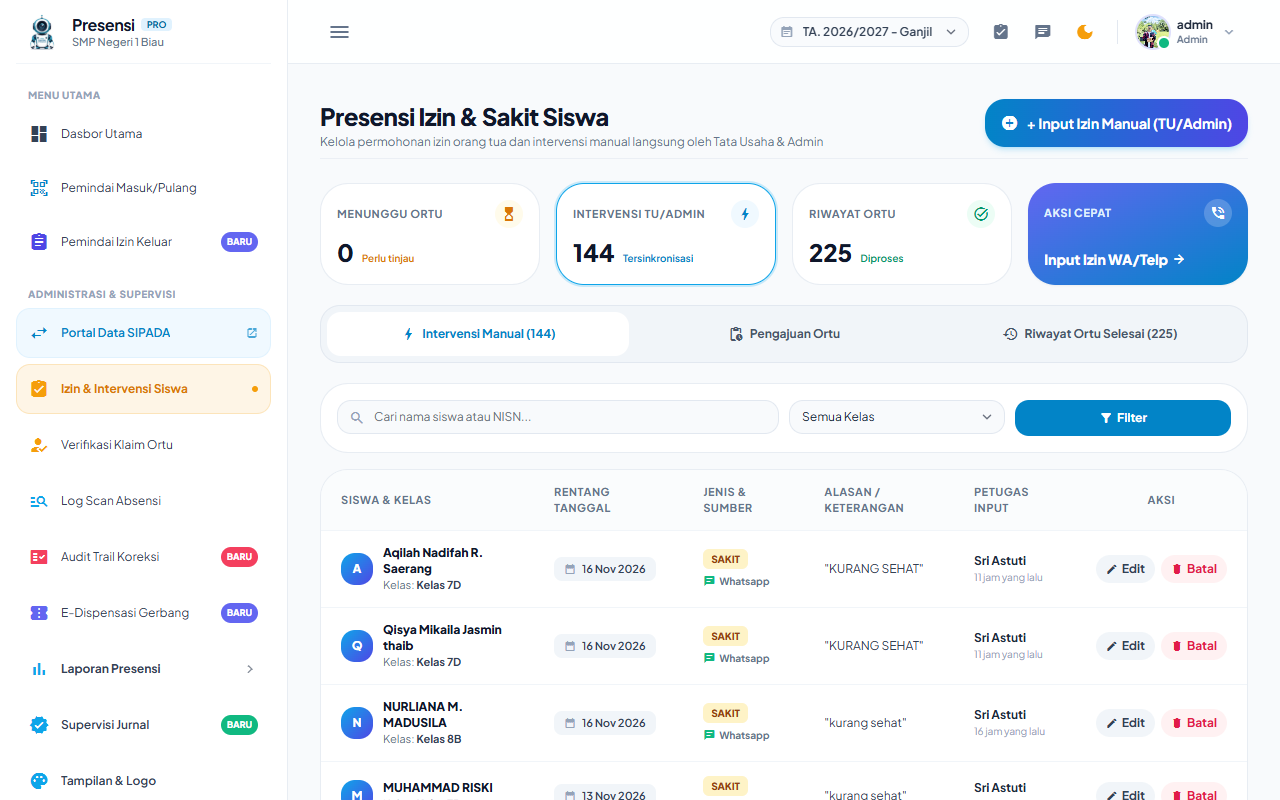 Presensi PRO
SMP Negeri 1 Biau
TA. 2026/2027 - Ganjil
admin
Admin
MENU UTAMA
Dasbor Utama
Pemindai Masuk/Pulang
Pemindai Izin Keluar BARU
ADMINISTRASI & SUPERVISI
Portal Data SIPADA
Izin & Intervensi Siswa
Verifikasi Klaim Ortu
Log Scan Absensi
Audit Trail Koreksi BARU
E-Dispensasi Gerbang BARU
Laporan Presensi
Supervisi Jurnal BARU
Tampilan & Logo
Presensi Izin & Sakit Siswa
Kelola permohonan izin orang tua dan intervensi manual langsung oleh Tata Usaha & Admin
+ Input Izin Manual (TU/Admin)
MENUNGGU ORTU
0 Perlu tinjau
INTERVENSI TU/ADMIN
144 Tersinkronisasi
RIWAYAT ORTU
225 Diproses
AKSI CEPAT
Input Izin WA/Telp →
Intervensi Manual (144)
Pengajuan Ortu
Riwayat Ortu Selesai (225)
Cari nama siswa atau NISN...
Semua Kelas
Filter
SISWA & KELAS
RENTANG
TANGGAL
JENIS &
SUMBER
ALASAN /
KETERANGAN
PETUGAS
INPUT
AKSI
A
Aqilah Nadifah R.
Saerang
Kelas: Kelas 7D
16 Nov 2026
SAKIT
Whatsapp
"KURANG SEHAT"
Sri Astuti
11 jam yang lalu
Edit
Batal
Q
Qisya Mikaila Jasmin
thaib
Kelas: Kelas 7D
16 Nov 2026
SAKIT
Whatsapp
"KURANG SEHAT"
Sri Astuti
11 jam yang lalu
Edit
Batal
N
NURLIANA M.
MADUSILA
Kelas: Kelas 8B
16 Nov 2026
SAKIT
Whatsapp
"kurang sehat"
Sri Astuti
16 jam yang lalu
Edit
Batal
M
MUHAMMAD RISKI
13 Nov 2026
SAKIT
"kurang sehat"
Sri Astuti
Edit
Batal